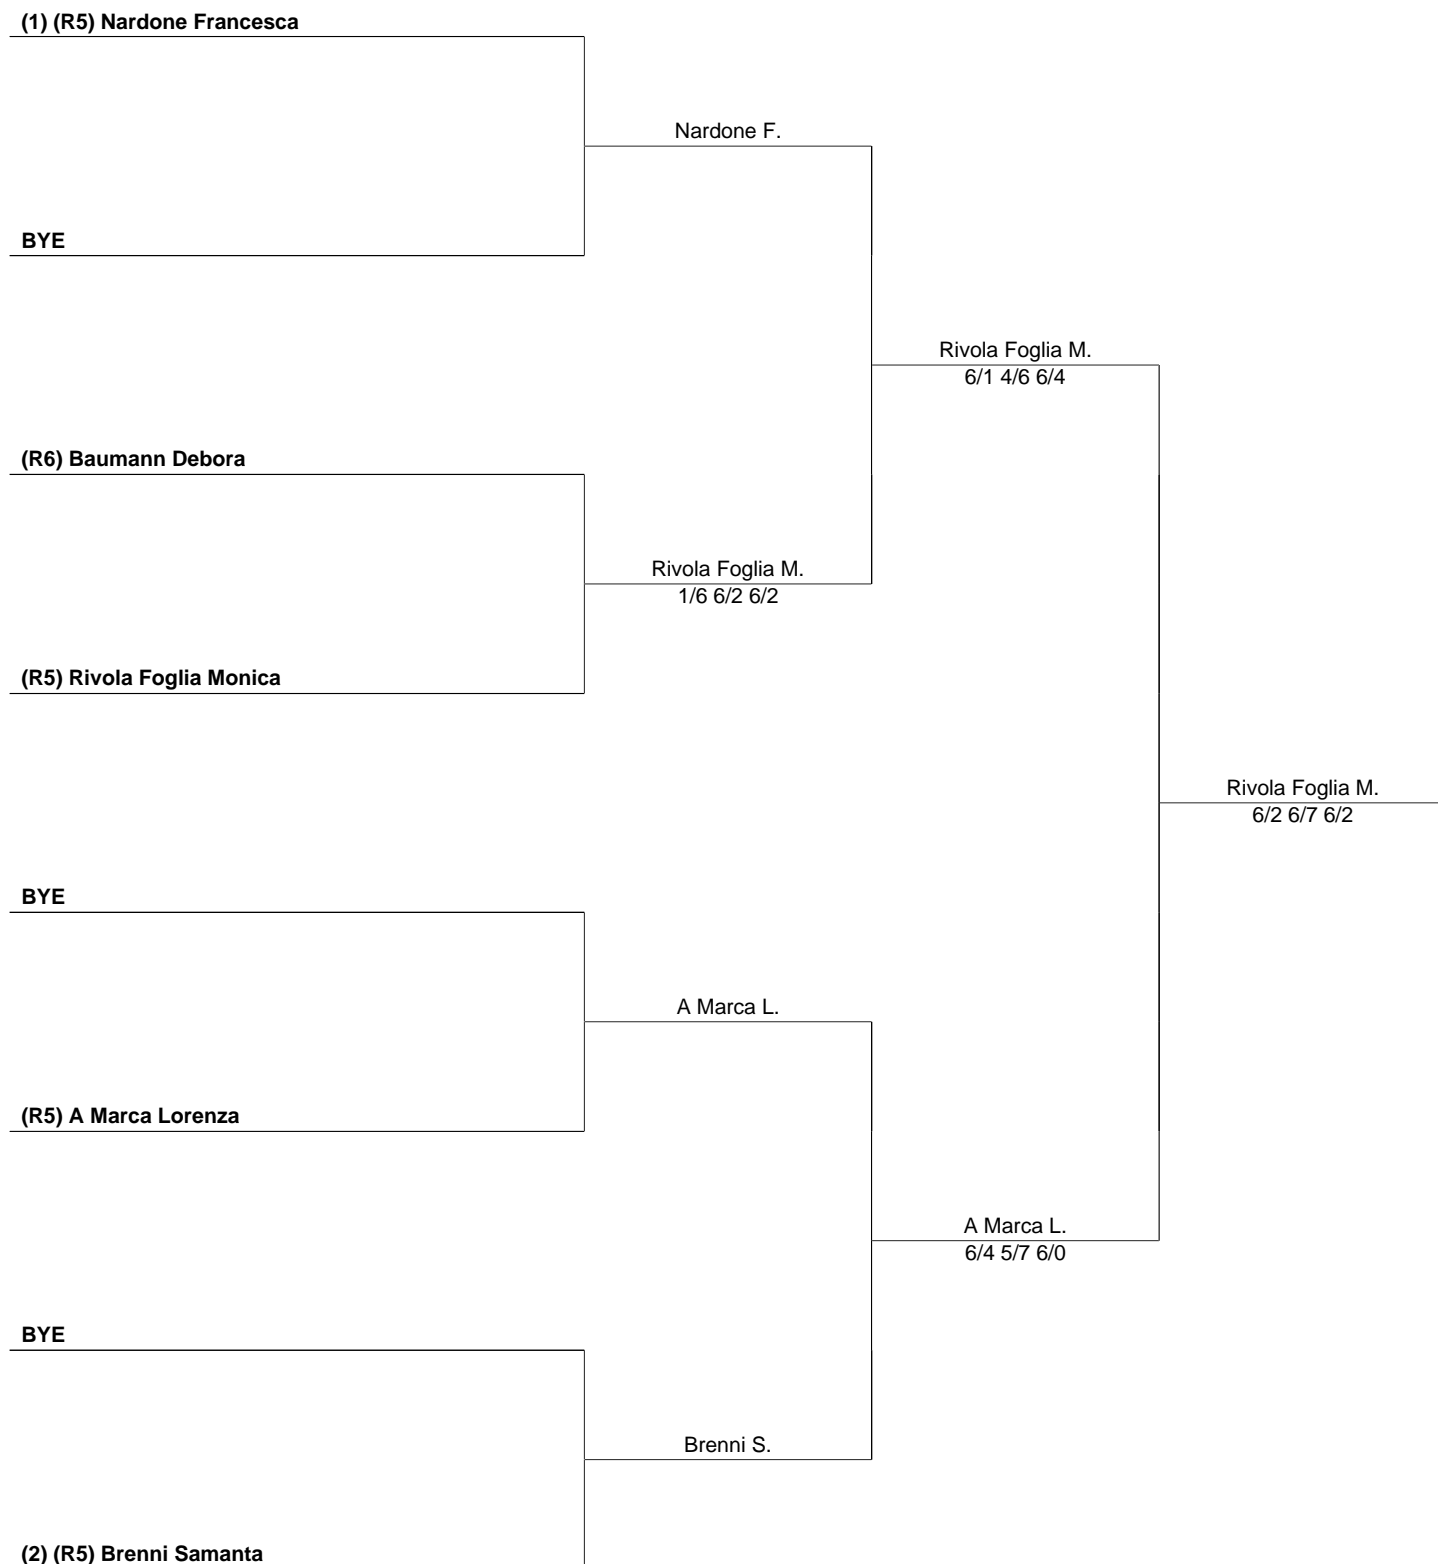 (1) (R5) Nardone Francesca
Nardone F.
BYE
Rivola Foglia M.
6/1 4/6 6/4
(R6) Baumann Debora
Rivola Foglia M.
1/6 6/2 6/2
(R5) Rivola Foglia Monica
Rivola Foglia M.
6/2 6/7 6/2
BYE
A Marca L.
(R5) A Marca Lorenza
A Marca L.
6/4 5/7 6/0
BYE
Brenni S.
(2) (R5) Brenni Samanta